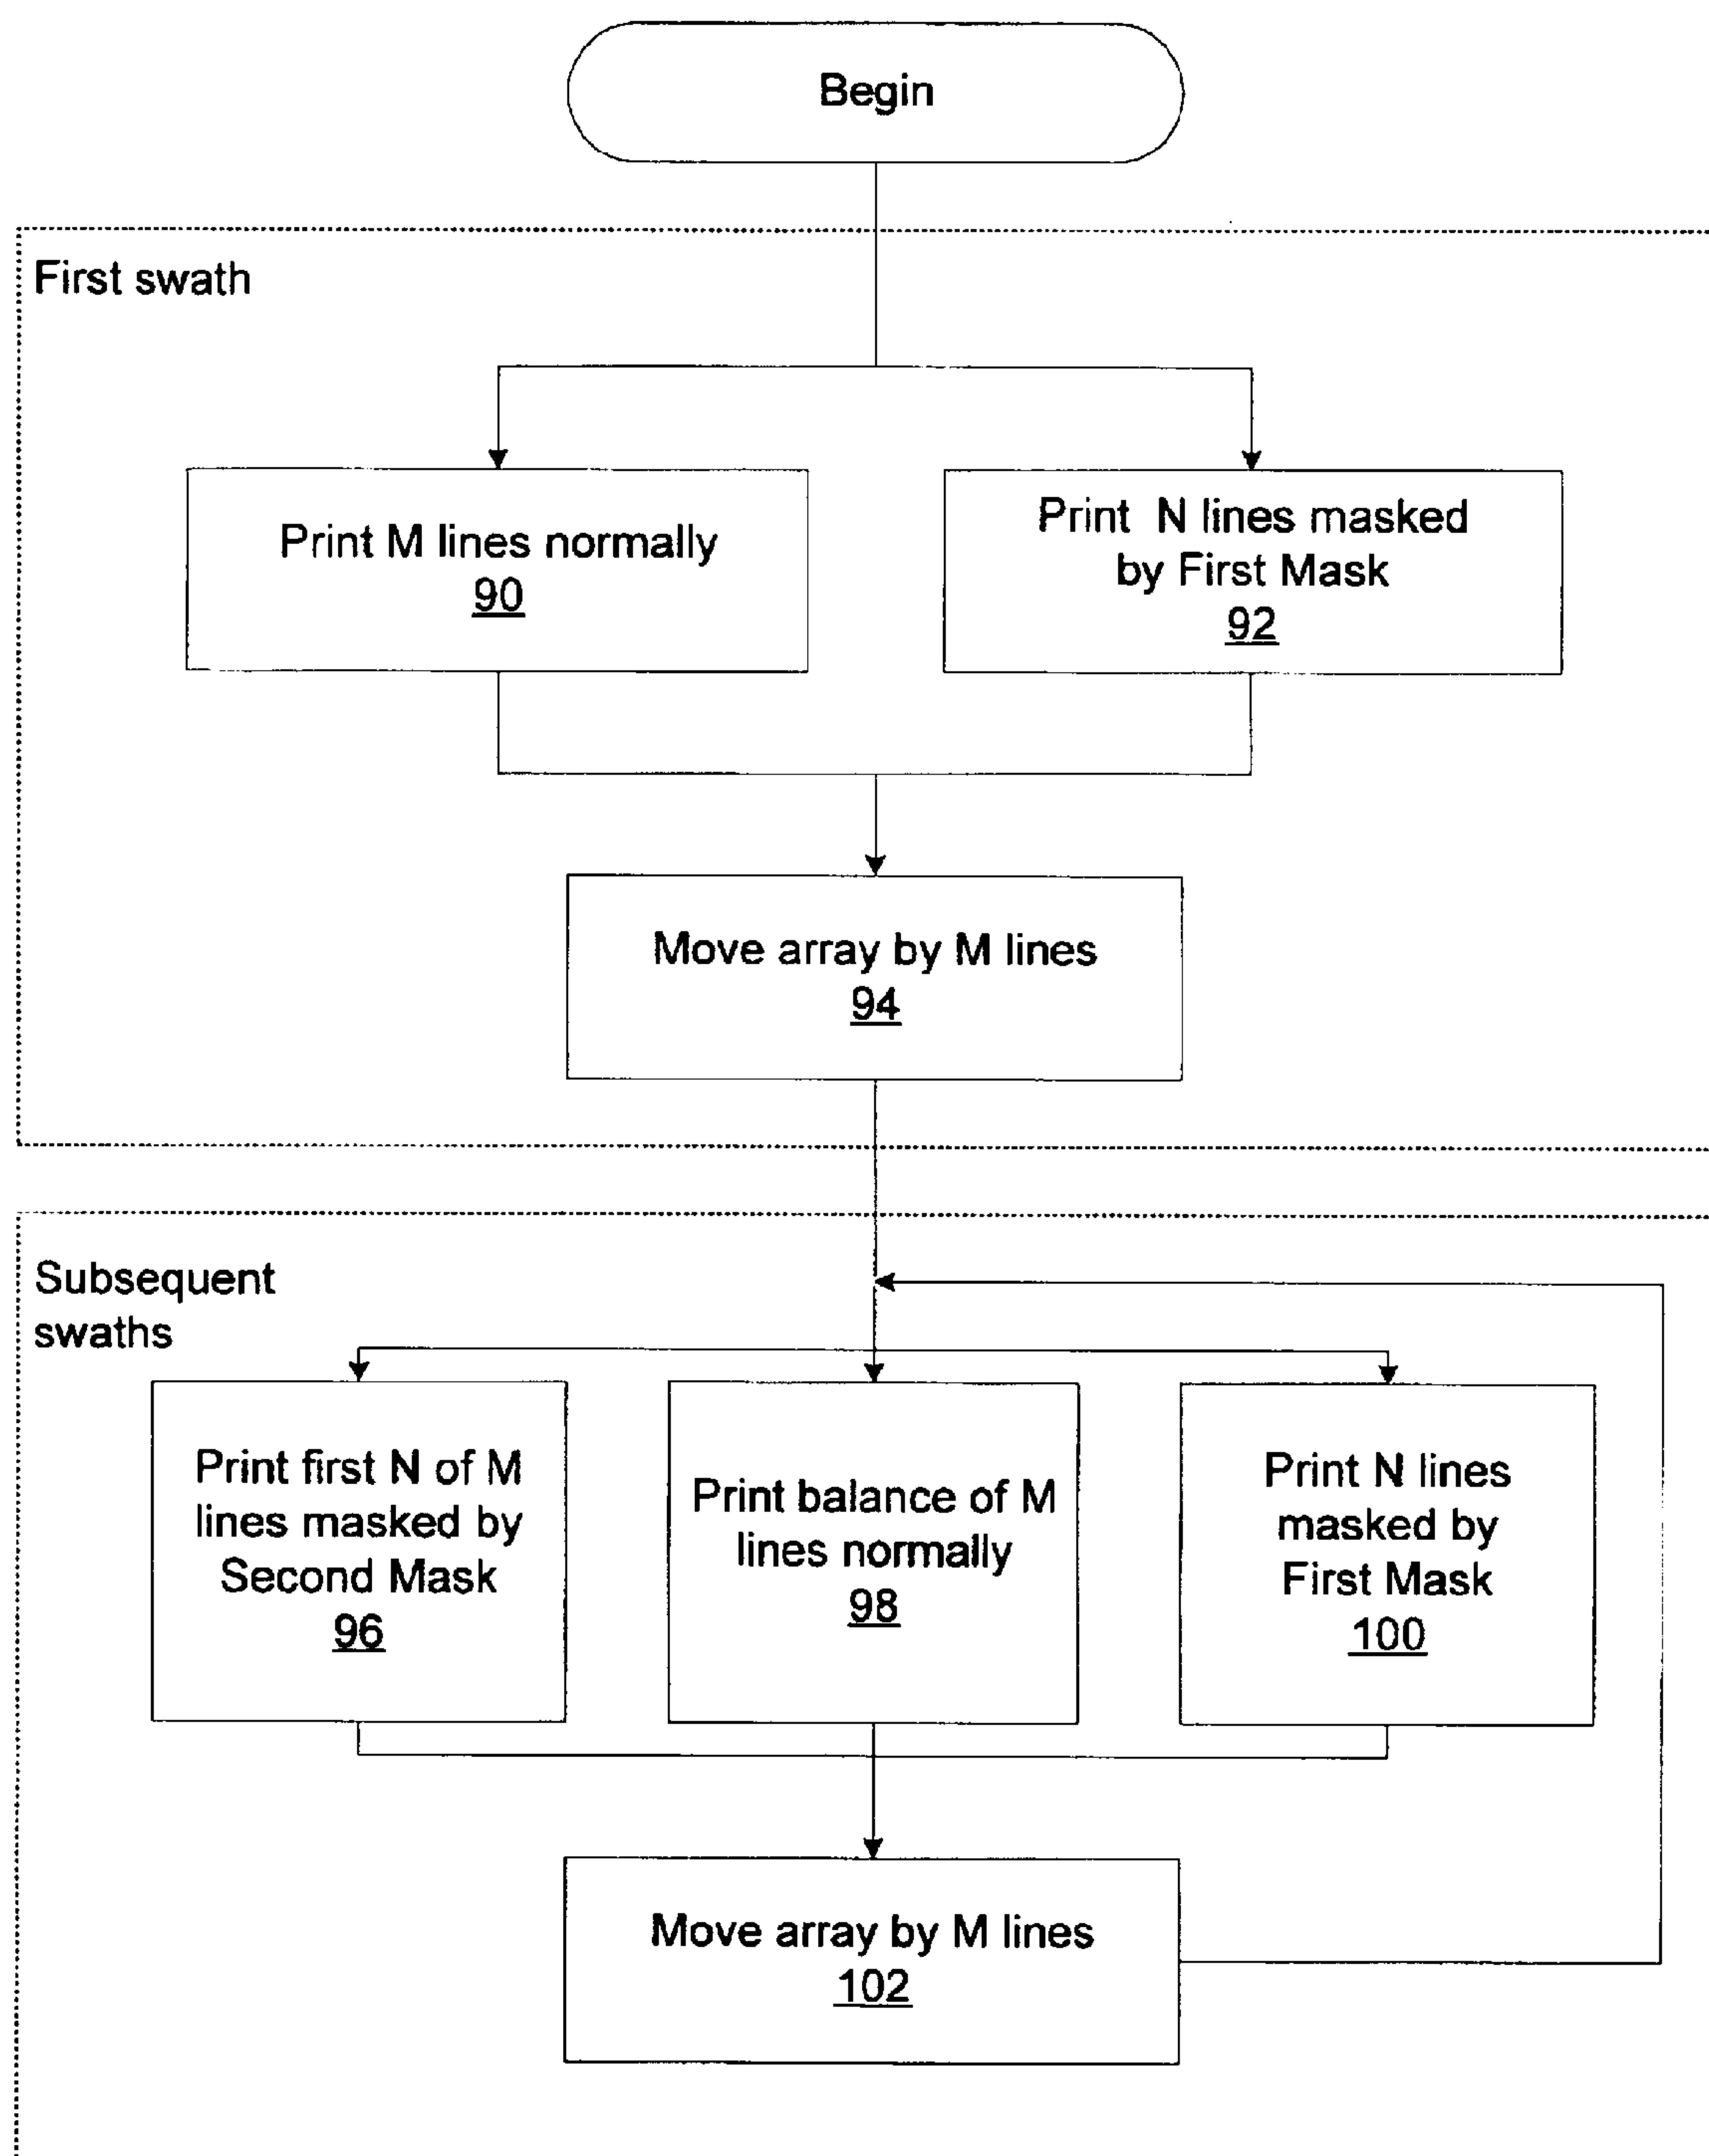 Begin
First swath
Print M lines normally
90
Print N lines masked
by First Mask
92
Move array by M lines
94
Subsequent
swaths
Print first N of M
lines masked by
Second Mask
96
Print balance of M
lines normally
98
Print N lines
masked by
First Mask
100
Move array by M lines
102